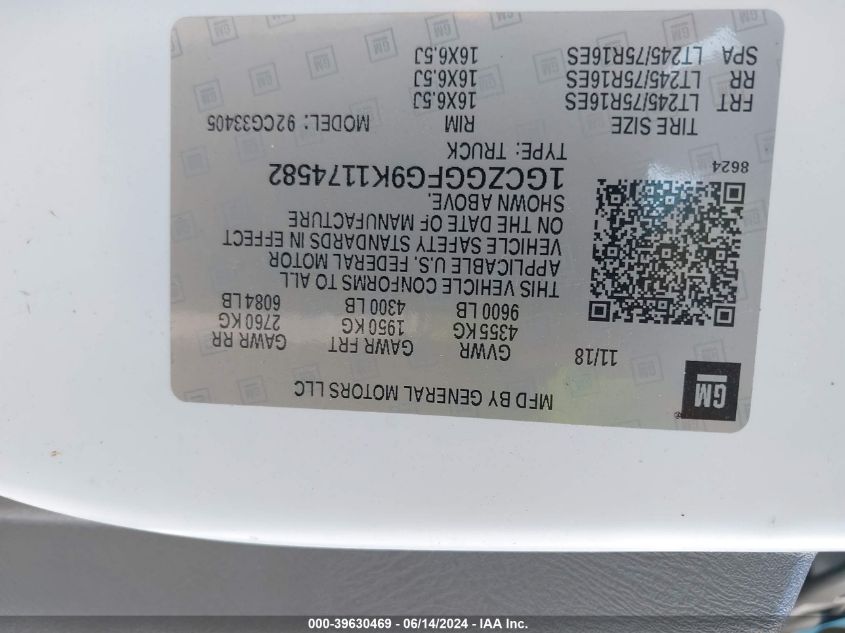 GM
®
MFD BY GENERAL MOTORS LLC
11/18 GVWR GAWR FRT GAWR RR
4355 KG 1950 KG 2760 KG
9600 LB 4300 LB 6084 LB
THIS VEHICLE CONFORMS TO ALL
APPLICABLE U.S. FEDERAL MOTOR
VEHICLE SAFETY STANDARDS IN EFFECT
ON THE DATE OF MANUFACTURE
SHOWN ABOVE.
1GCZGGFG9K1174582
8624 TYPE: TRUCK
TIRE SIZE RIM MODEL: 92CG33405
FRT LT245/75R16ES 16X6.5J
RR LT245/75R16ES 16X6.5J
SPA LT245/75R16ES 16X6.5J
000-39630469 - 06/14/2024 - IAA Inc.